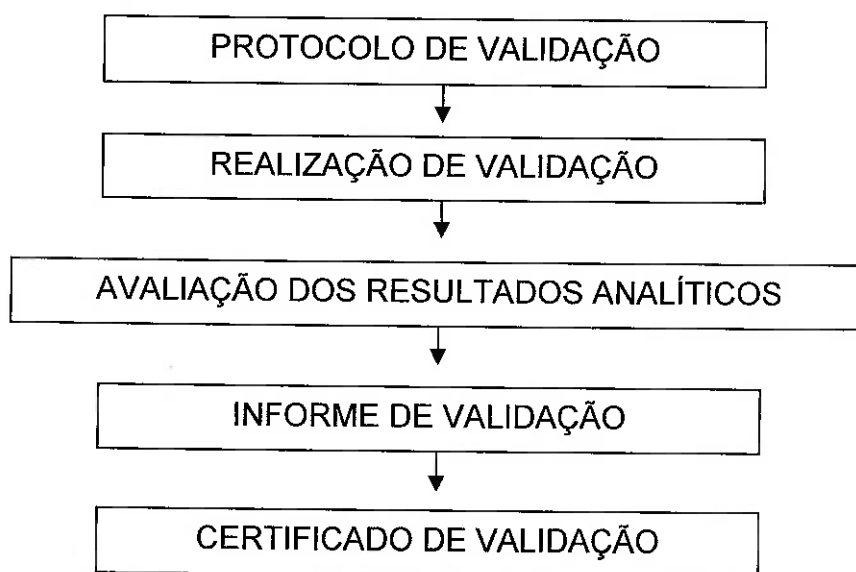 PROTOCOLO DE VALIDAÇÃO
REALIZAÇÃO DE VALIDAÇÃO
AVALIAÇÃO DOS RESULTADOS ANALÍTICOS
INFORME DE VALIDAÇÃO
CERTIFICADO DE VALIDAÇÃO